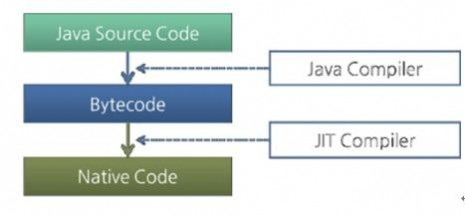 Java Source Code
Java Compiler
Bytecode
JIT Compiler
Native Code